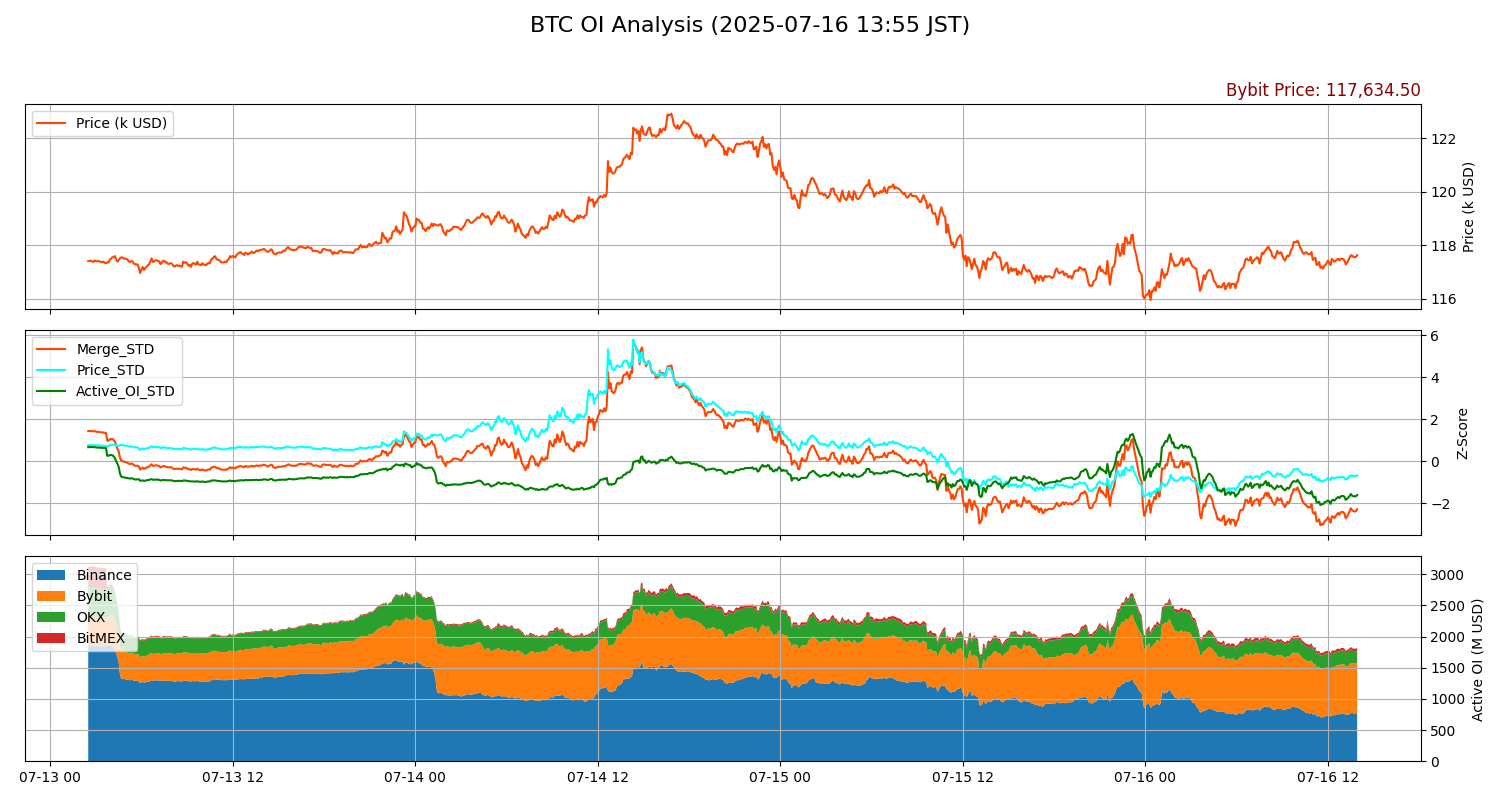 BTC OI Analysis (2025-07-16 13:55 JST)
Bybit Price: 117,634.50
Price (k USD)
122
120
118
116
Price (k USD)
Merge_STD
Price_STD
Active_OI_STD
6
4
2
0
−2
Z-Score
Binance
Bybit
OKX
BitMEX
3000
2500
2000
1500
1000
500
0
Active OI (M USD)
07-13 00
07-13 12
07-14 00
07-14 12
07-15 00
07-15 12
07-16 00
07-16 12